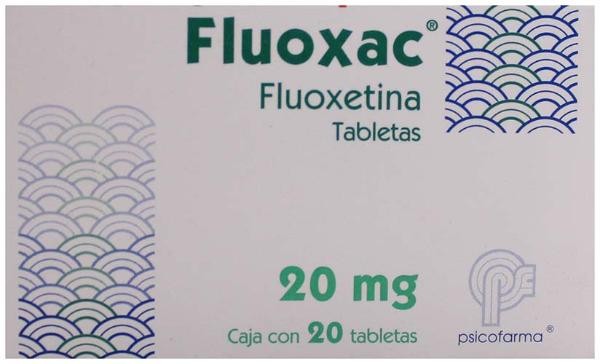 Fluoxac®
Fluoxetina
Tabletas
20 mg
Caja con 20 tabletas
psicofarma®